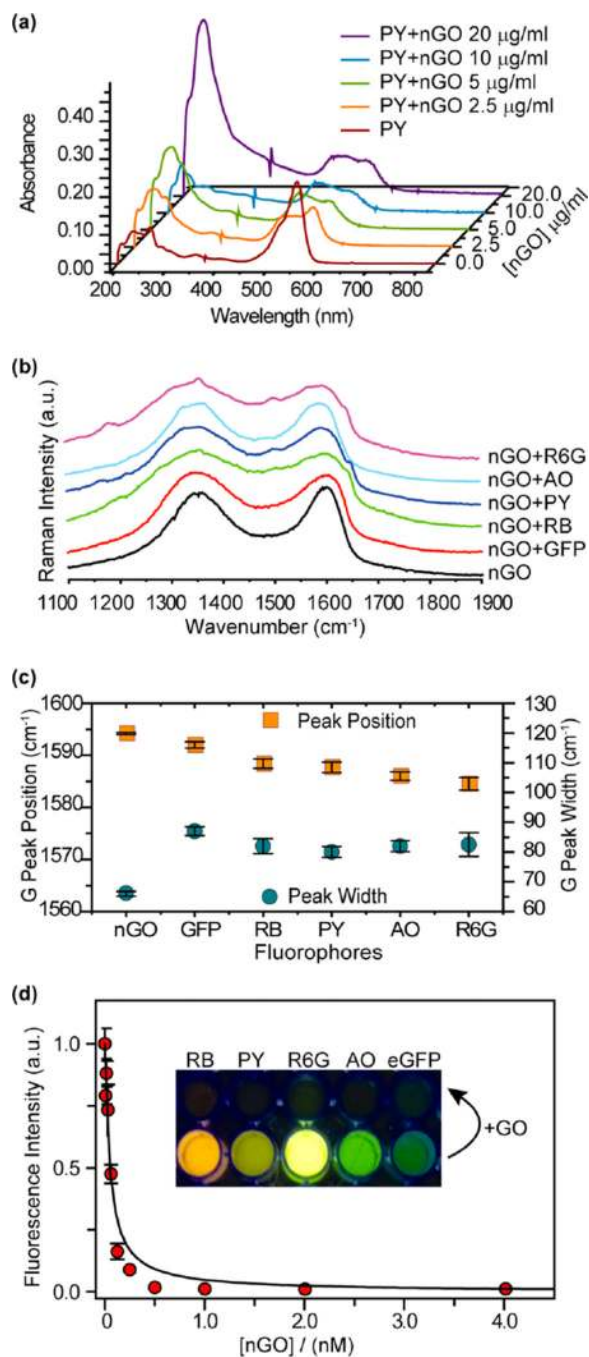 (a)
PY+nGO 20 μg/ml
PY+nGO 10 μg/ml
PY+nGO 5 μg/ml
PY+nGO 2.5 μg/ml
PY
Absorbance
0.40
0.30
0.20
0.10
0.00
200 300 400 500 600 700 800
Wavelength (nm)
20.0
10.0
5.0
2.5
0.0
[nGO] μg/ml
(b)
Raman Intensity (a.u.)
nGO+R6G
nGO+AO
nGO+PY
nGO+RB
nGO+GFP
nGO
1100 1200 1300 1400 1500 1600 1700 1800 1900
Wavenumber (cm-1)
(c)
G Peak Position (cm-1)
1600
1590
1580
1570
1560
Peak Position
Peak Width
130
120
110
100
90
80
70
60
G Peak Width (cm-1)
nGO GFP RB PY AO R6G
Fluorophores
(d)
Fluorescence Intensity (a.u.)
1.0
0.5
0.0
RB PY R6G AO eGFP
+GO
0 1.0 2.0 3.0 4.0
[nGO] / (nM)